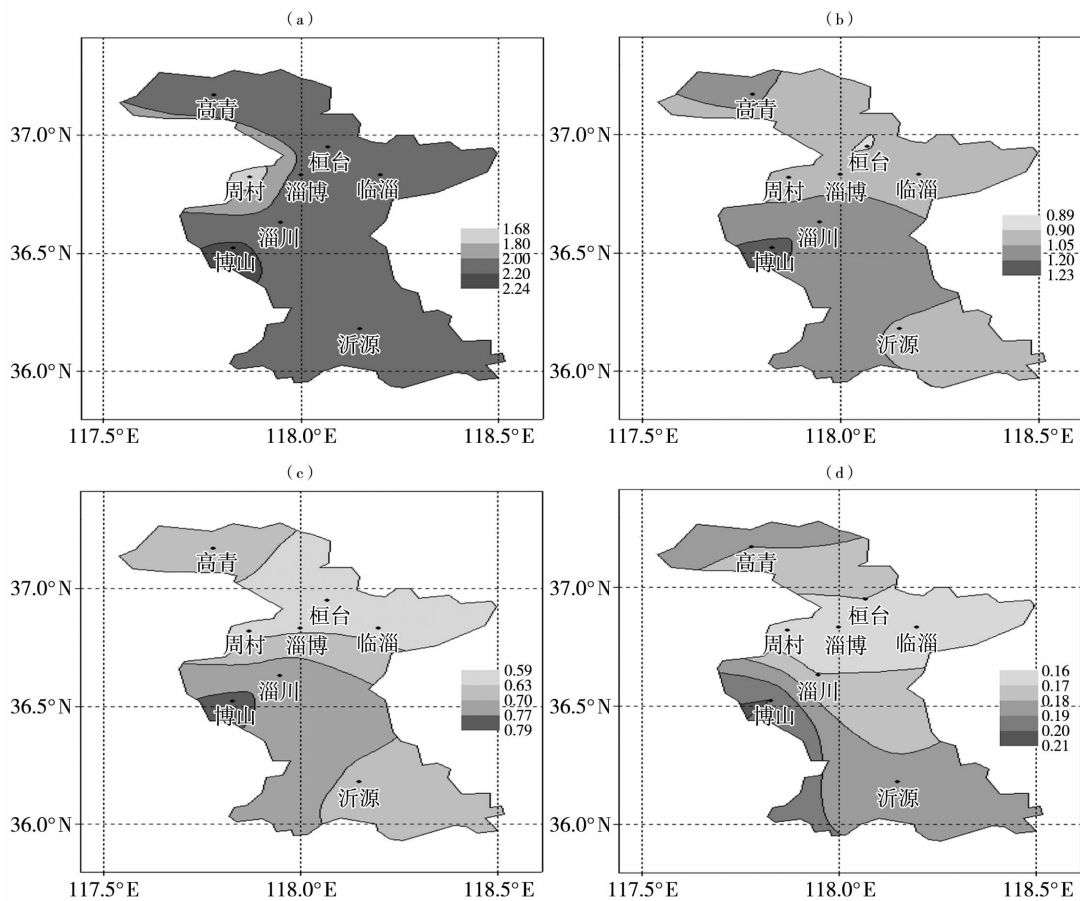 (a)
37.0°N
36.5°N
36.0°N
117.5°E
118.0°E
118.5°E
高青
桓台
周村
淄博
临淄
淄川
博山
沂源
1.68
1.80
2.00
2.20
2.24
(b)
37.0°N
36.5°N
36.0°N
117.5°E
118.0°E
118.5°E
高青
桓台
周村
淄博
临淄
淄川
博山
沂源
0.89
0.90
1.05
1.20
1.23
(c)
37.0°N
36.5°N
36.0°N
117.5°E
118.0°E
118.5°E
高青
桓台
周村
淄博
临淄
淄川
博山
沂源
0.59
0.63
0.70
0.77
0.79
(d)
37.0°N
36.5°N
36.0°N
117.5°E
118.0°E
118.5°E
高青
桓台
周村
淄博
临淄
淄川
博山
沂源
0.16
0.17
0.18
0.19
0.20
0.21